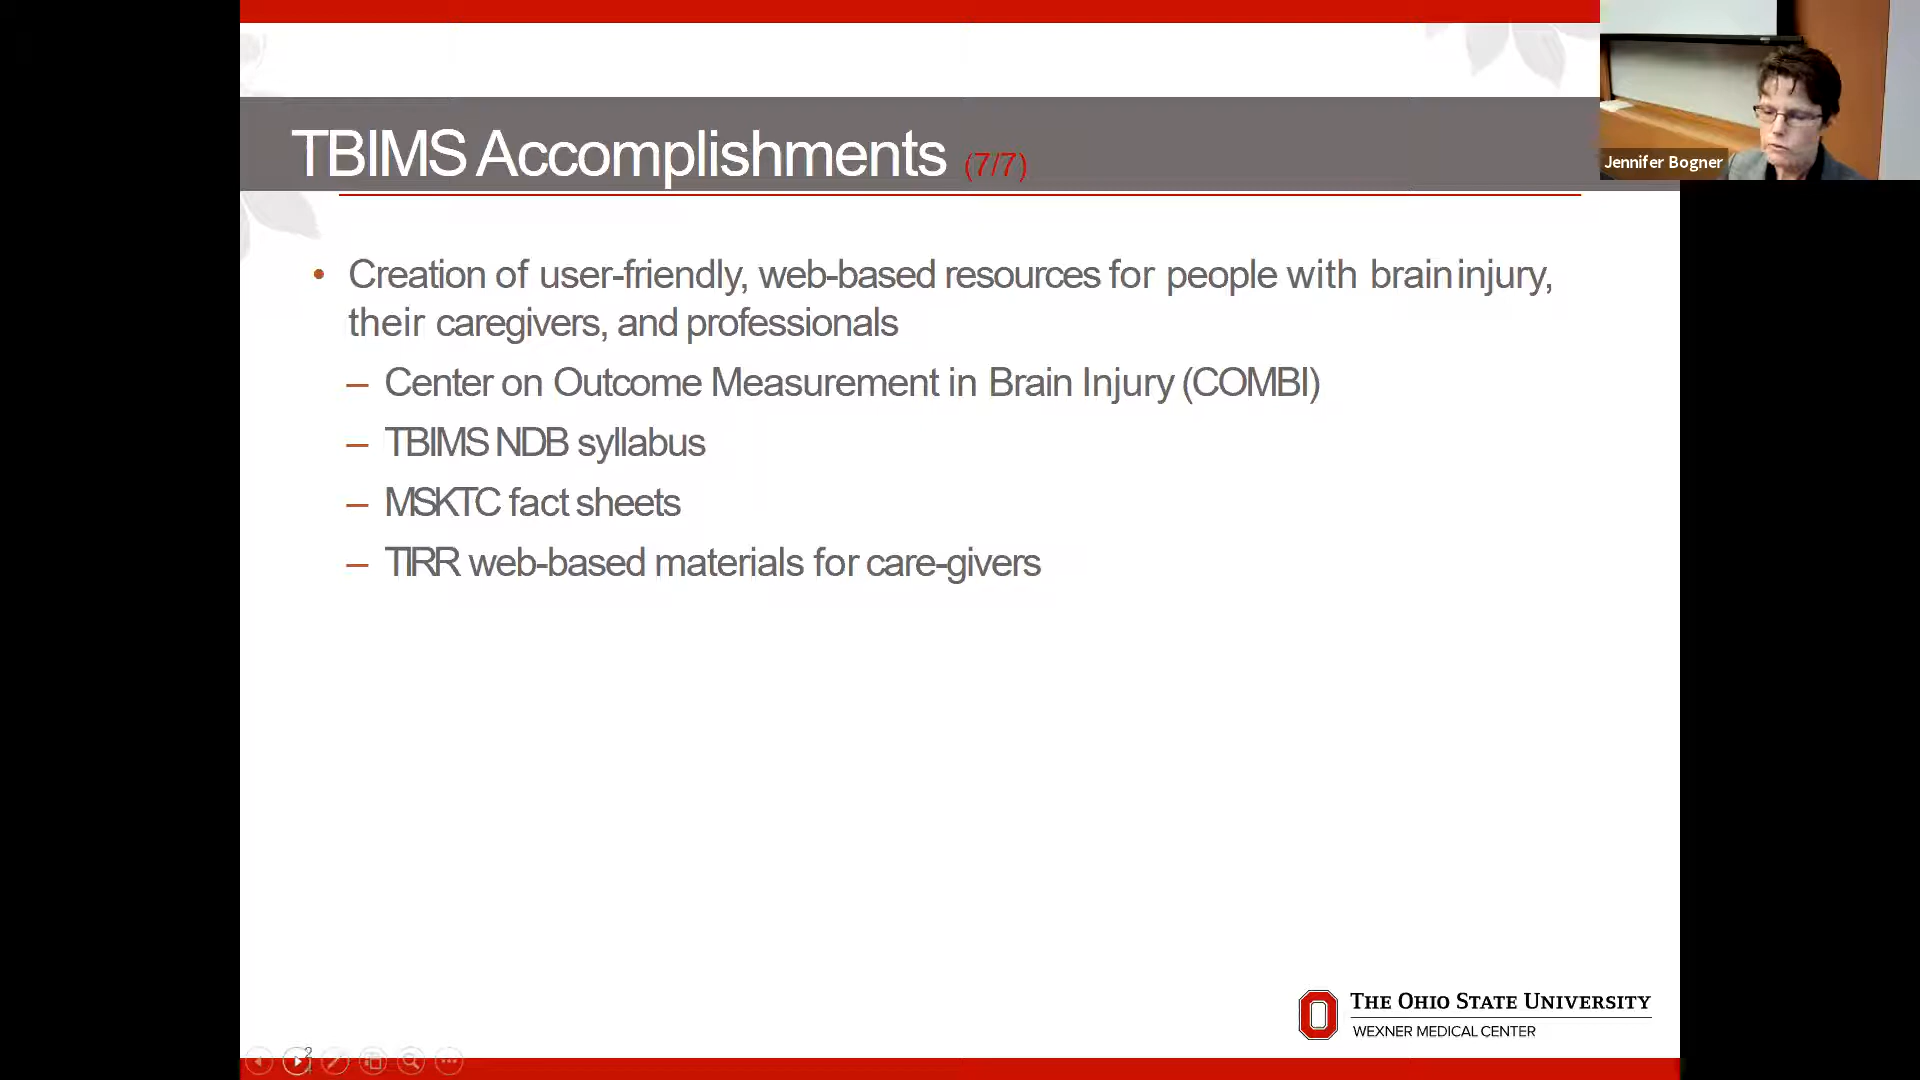 TBIMS Accomplishments (7/7)
Jennifer Bogner
• Creation of user-friendly, web-based resources for people with brain injury,
their caregivers, and professionals
– Center on Outcome Measurement in Brain Injury (COMBI)
– TBIMS NDB syllabus
– MSKTC fact sheets
– TIRR web-based materials for care-givers
THE OHIO STATE UNIVERSITY
WEXNER MEDICAL CENTER
2